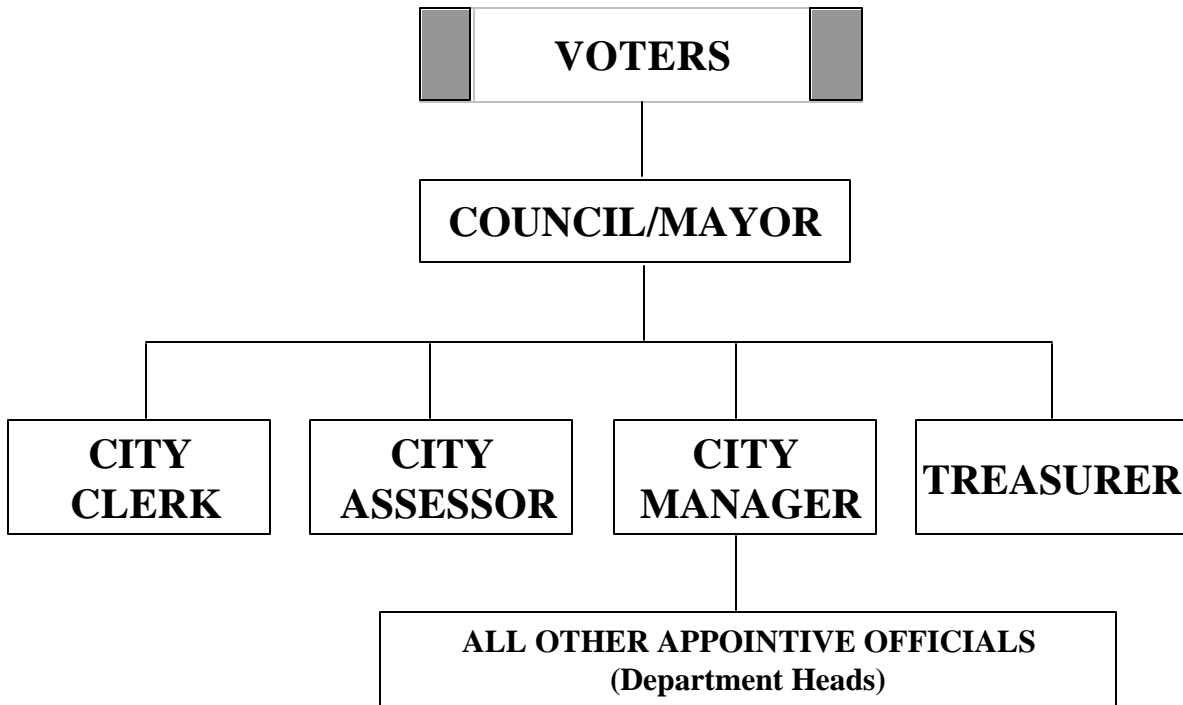 VOTERS
COUNCIL/MAYOR
CITY
CLERK
CITY
ASSESSOR
CITY
MANAGER
TREASURER
ALL OTHER APPOINTIVE OFFICIALS
(Department Heads)